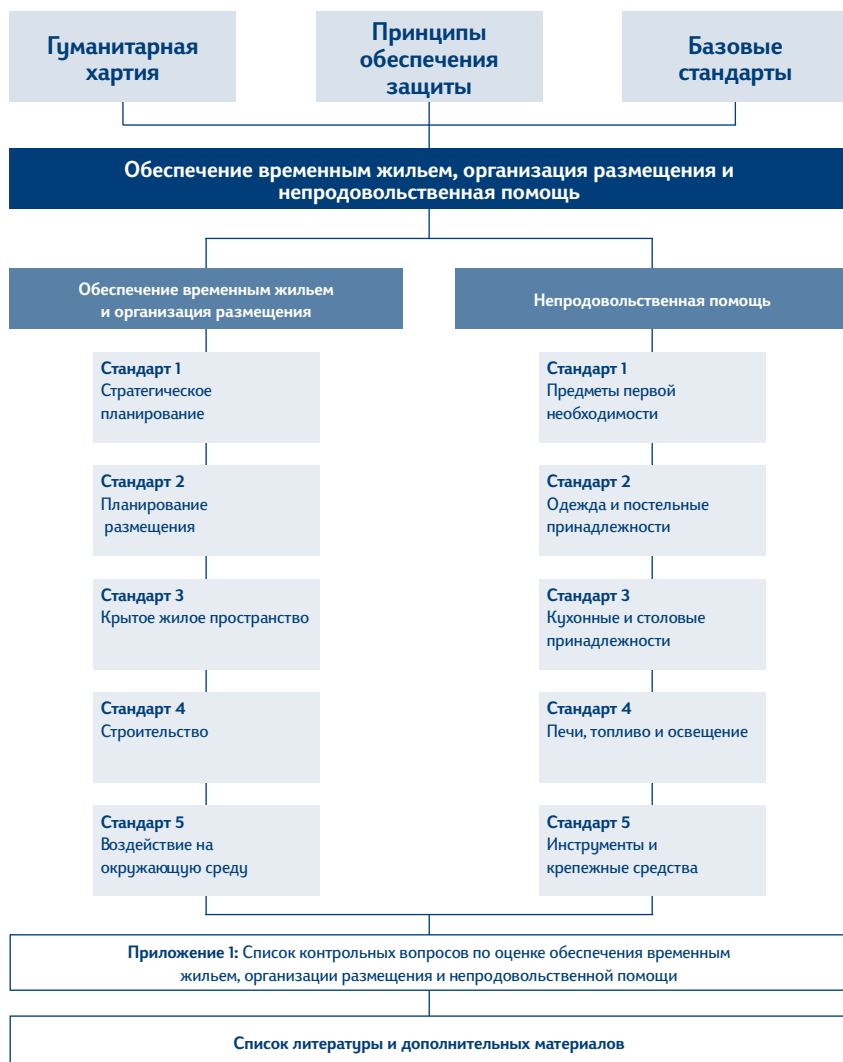 Гуманитарная
хартия
Принципы
обеспечения
защиты
Базовые
стандарты
Обеспечение временным жильем, организация размещения и
непродовольственная помощь
Обеспечение временным жильем
и организация размещения
Непродовольственная помощь
Стандарт 1
Стратегическое
планирование
Стандарт 2
Планирование
размещения
Стандарт 3
Крытое жилое пространство
Стандарт 4
Строительство
Стандарт 5
Воздействие на
окружающую среду
Стандарт 1
Предметы первой
необходимости
Стандарт 2
Одежда и постельные
принадлежности
Стандарт 3
Кухонные и столовые
принадлежности
Стандарт 4
Печи, топливо и освещение
Стандарт 5
Инструменты и
крепежные средства
Приложение 1: Список контрольных вопросов по оценке обеспечения временным
жильем, организации размещения и непродовольственной помощи
Список литературы и дополнительных материалов